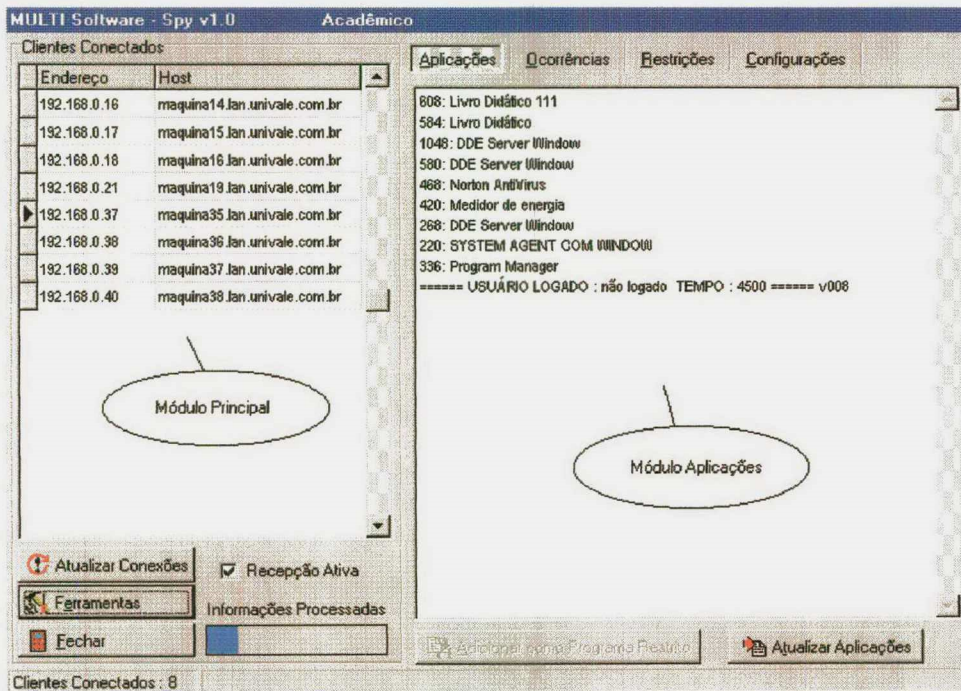 MULTI Software - Spy v1.0 Acadêmico
Clientes Conectados
Endereço Host
192.168.0.16 maquina14.lan.univale.com.br
192.168.0.17 maquina15.lan.univale.com.br
192.168.0.18 maquina16.lan.univale.com.br
192.168.0.21 maquina19.lan.univale.com.br
192.168.0.37 maquina35.lan.univale.com.br
192.168.0.38 maquina36.lan.univale.com.br
192.168.0.39 maquina37.lan.univale.com.br
192.168.0.40 maquina38.lan.univale.com.br
Módulo Principal
Atualizar Conexões
Recepção Ativa
Ferramentas
Informações Processadas
Fechar
Clientes Conectados : 8
Aplicações Ocorrências Restrições Configurações
608: Livro Didático 111
584: Livro Didático
1048: DDE Server Window
580: DDE Server Window
468: Norton AntiVirus
420: Medidor de energia
268: DDE Server Window
220: SYSTEM AGENT COM WINDOW
336: Program Manager
====== USUÁRIO LOGADO : não logado TEMPO : 4500 ====== v008
Módulo Aplicações
Adicional como Programa Restrito
Atualizar Aplicações